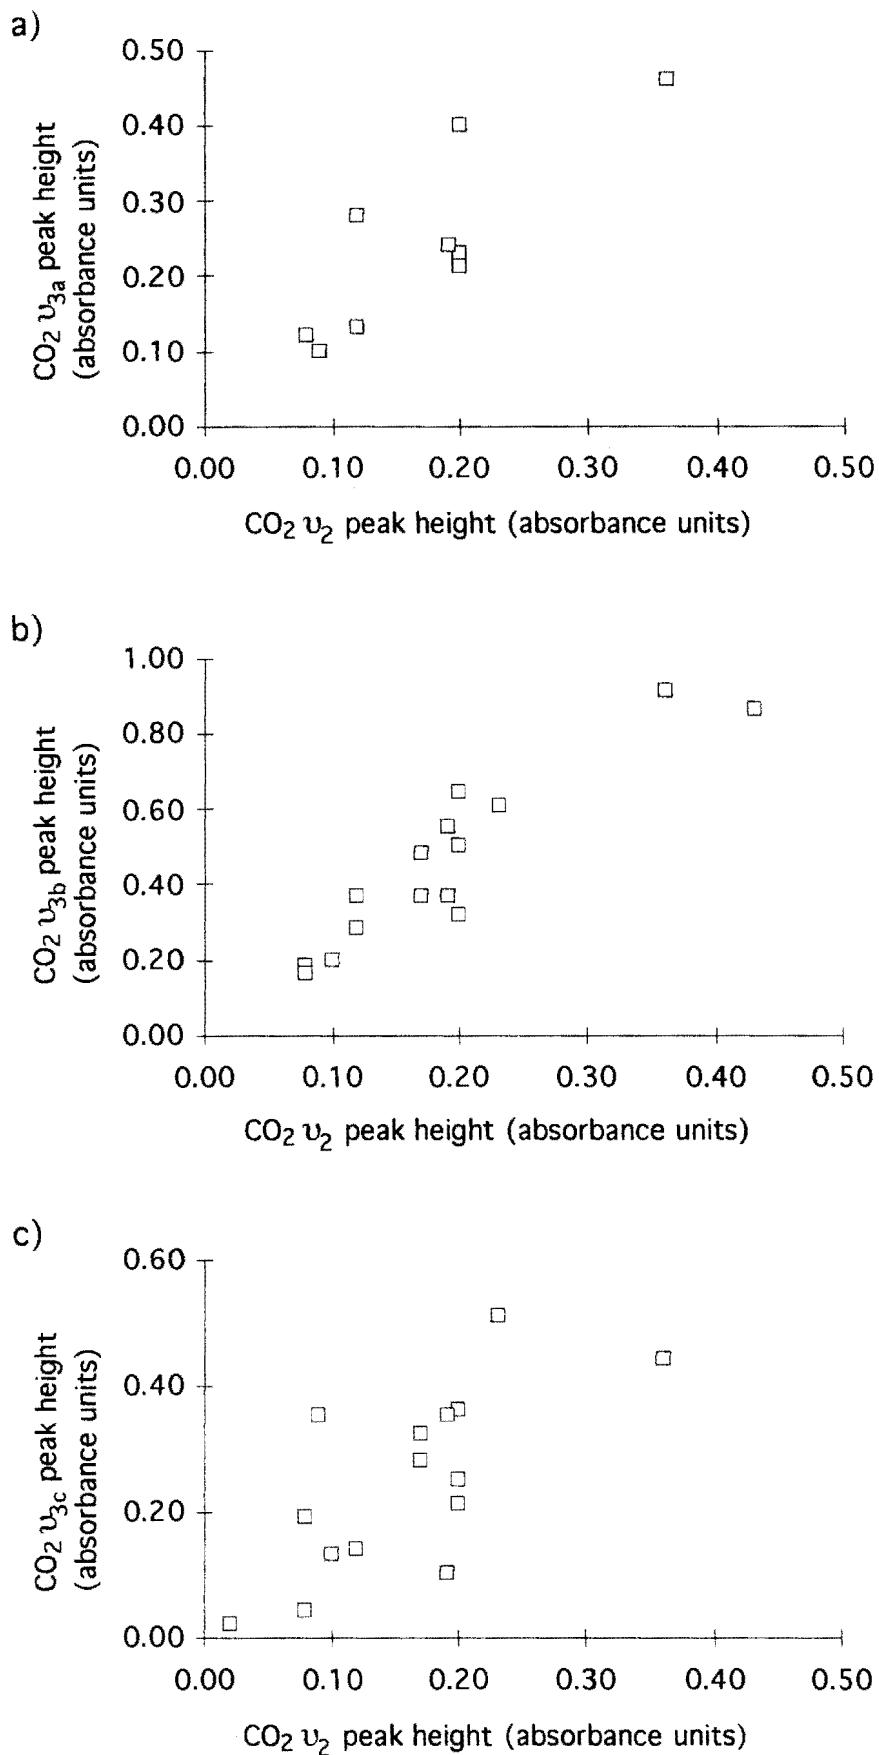 a)
0.50
0.40
0.30
0.20
0.10
0.00
CO₂ υ₃ₐ peak height
(absorbance units)
0.00 0.10 0.20 0.30 0.40 0.50
CO₂ υ₂ peak height (absorbance units)
b)
1.00
0.80
0.60
0.40
0.20
0.00
CO₂ υ₃b peak height
(absorbance units)
0.00 0.10 0.20 0.30 0.40 0.50
CO₂ υ₂ peak height (absorbance units)
c)
0.60
0.40
0.20
0.00
CO₂ υ₃c peak height
(absorbance units)
0.00 0.10 0.20 0.30 0.40 0.50
CO₂ υ₂ peak height (absorbance units)